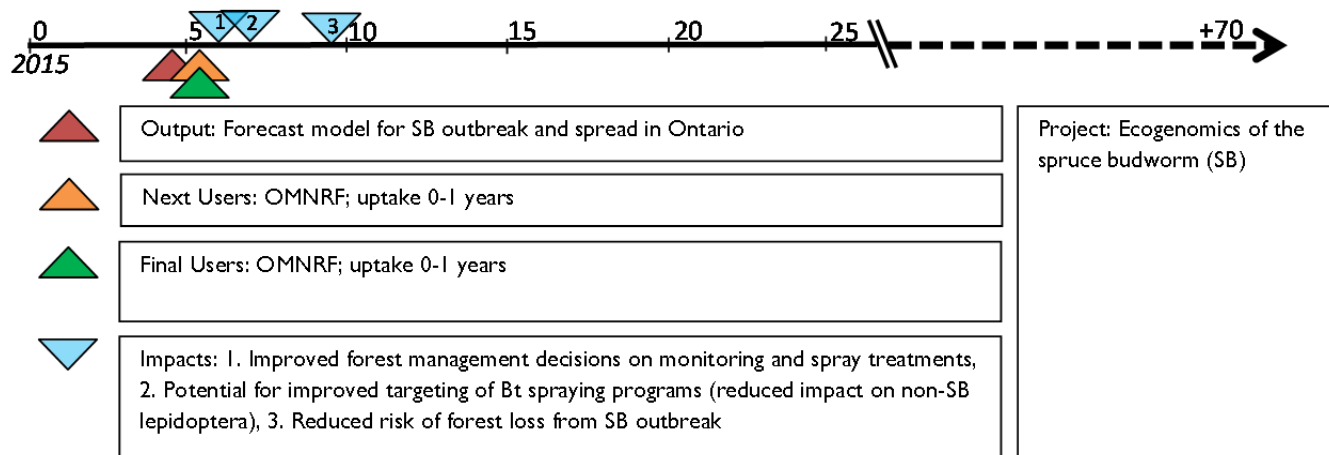 0 5 10 15 20 25 +70
1 2 3
2015
Output: Forecast model for SB outbreak and spread in Ontario
Project: Ecogenomics of the
spruce budworm (SB)
Next Users: OMNRF; uptake 0-1 years
Final Users: OMNRF; uptake 0-1 years
Impacts: 1. Improved forest management decisions on monitoring and spray treatments,
2. Potential for improved targeting of Bt spraying programs (reduced impact on non-SB
lepidoptera), 3. Reduced risk of forest loss from SB outbreak